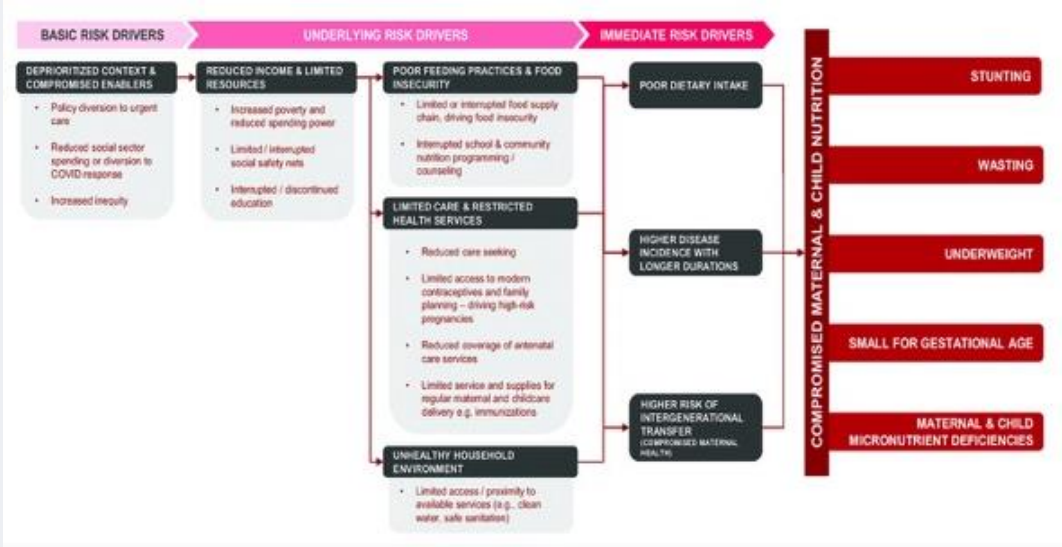 BASIC RISK DRIVERS
UNDERLYING RISK DRIVERS
IMMEDIATE RISK DRIVERS
DEPRIORITIZED CONTEXT &
COMPROMISED ENABLERS
• Policy diversion to urgent
care
• Reduced social sector
spending or diversion to
COVID response
• Increased inequity
REDUCED INCOME & LIMITED
RESOURCES
• Increased poverty and
reduced spending power
• Limited / interrupted
social safety nets
• Interrupted / discontinued
education
POOR FEEDING PRACTICES & FOOD
INSECURITY
• Limited or interrupted food supply
chain, driving food insecurity
• Interrupted school & community
nutrition programming /
counseling
LIMITED CARE & RESTRICTED
HEALTH SERVICES
• Reduced care seeking
• Limited access to modern
contraceptives and family
planning – driving high-risk
pregnancies
• Reduced coverage of antenatal
care services
• Limited service and supplies for
regular maternal and childcare
delivery e.g. immunizations
UNHEALTHY HOUSEHOLD
ENVIRONMENT
• Limited access / proximity to
available services (e.g., clean
water, safe sanitation)
POOR DIETARY INTAKE
HIGHER DISEASE
INCIDENCE WITH
LONGER DURATIONS
HIGHER RISK OF
INTERGENERATIONAL
TRANSFER
(COMPROMISED MATERNAL
HEALTH)
COMPROMISED MATERNAL & CHILD NUTRITION
STUNTING
WASTING
UNDERWEIGHT
SMALL FOR GESTATIONAL AGE
MATERNAL & CHILD
MICRONUTRIENT DEFICIENCIES